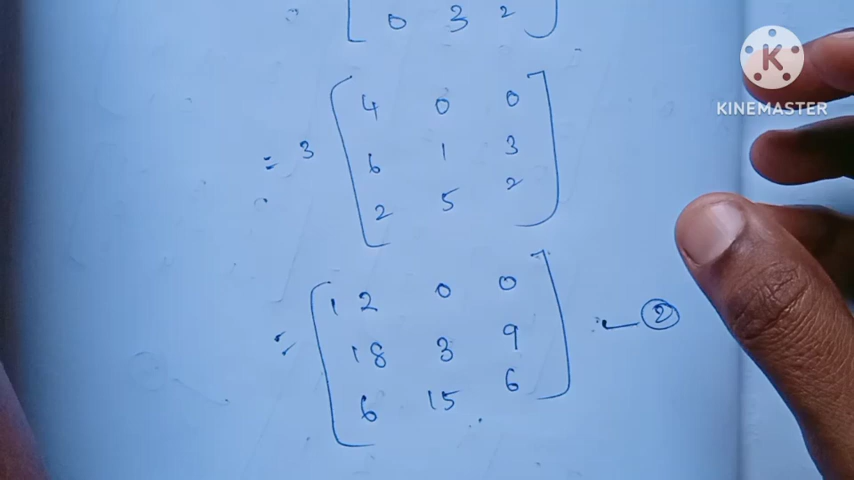 0 3 2
= 3 [ 4 0 0
6 1 3
2 5 2 ]
= [ 12 0 0
18 3 9
6 15 6 ] — ②
K
KINEMASTER